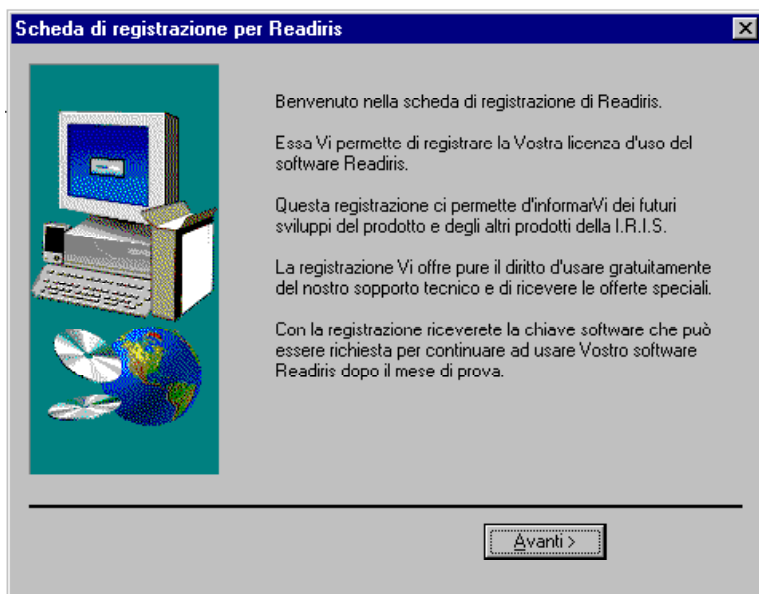 Scheda di registrazione per Readiris
Benvenuto nella scheda di registrazione di Readiris.
Essa Vi permette di registrare la Vostra licenza d'uso del
software Readiris.
Questa registrazione ci permette d'informarVi dei futuri
sviluppi del prodotto e degli altri prodotti della I.R.I.S.
La registrazione Vi offre pure il diritto d'usare gratuitamente
del nostro sopporto tecnico e di ricevere le offerte speciali.
Con la registrazione riceverete la chiave software che può
essere richiesta per continuare ad usare Vostro software
Readiris dopo il mese di prova.
Avanti >